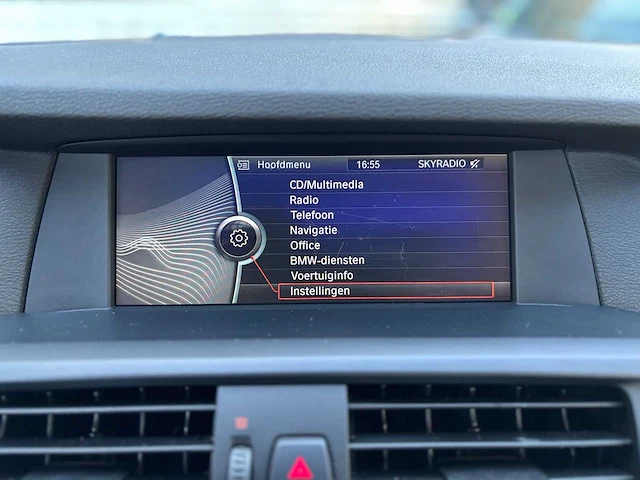 Hoofdmenu 16:55 SKYRADIO
CD/Multimedia
Radio
Telefoon
Navigatie
Office
BMW-diensten
Voertuiginfo
Instellingen